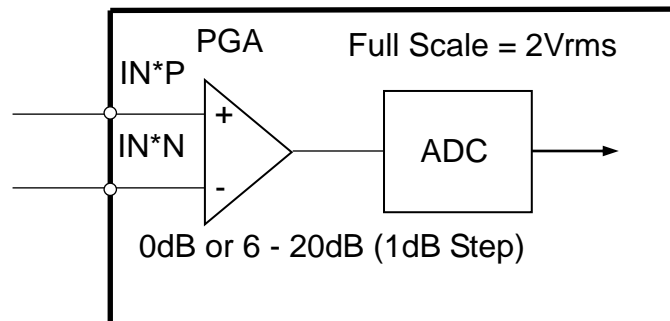 PGA
Full Scale = 2Vrms
IN*P
+
IN*N
ADC
-
0dB or 6 - 20dB (1dB Step)